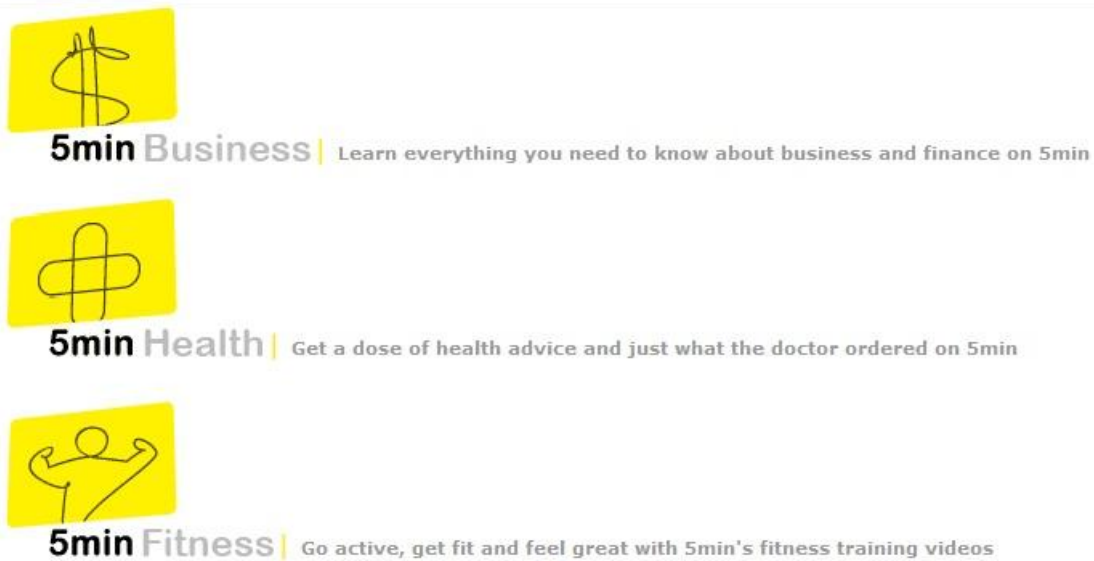 5min Business | Learn everything you need to know about business and finance on 5min
5min Health | Get a dose of health advice and just what the doctor ordered on 5min
5min Fitness | Go active, get fit and feel great with 5min's fitness training videos